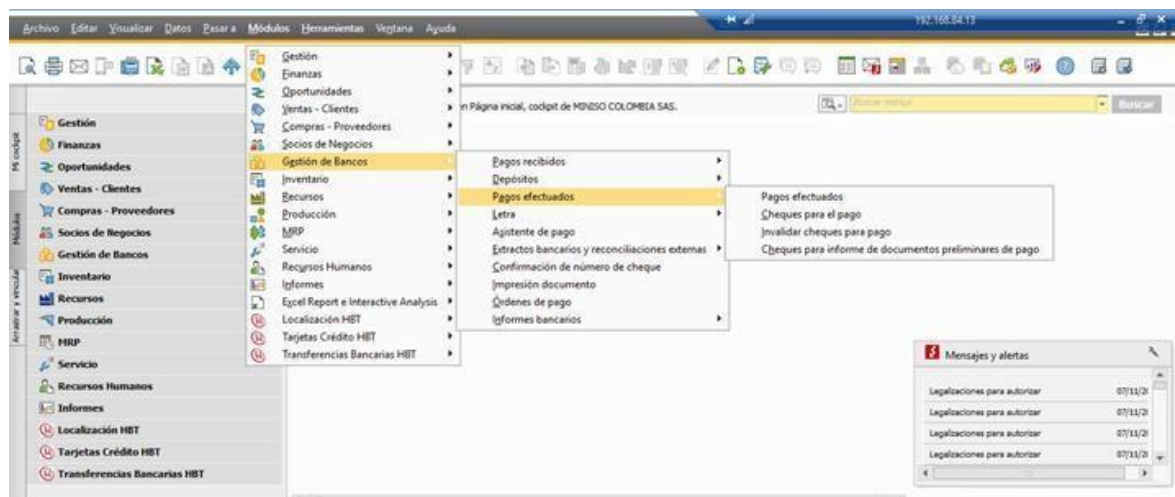 192.168.84.13
Archivo Editar Visualizar Datos Pasar a Módulos Herramientas Ventana Ayuda
n Página inicial, cockpit de MINISO COLOMBIA SAS.
Buscar
Mi cockpit
Módulos
Arrastrar y vincular
Gestión
Finanzas
Oportunidades
Ventas - Clientes
Compras - Proveedores
Socios de Negocio
Gestión de Bancos
Inventario
Recursos
Producción
MRP
Servicio
Recursos Humanos
Informes
Localización HBT
Tarjetas Crédito HBT
Transferencias Bancarias HBT
Gestión
Finanzas
Oportunidades
Ventas - Clientes
Compras - Proveedores
Socios de Negocios
Gestión de Bancos
Inventario
Recursos
Producción
MRP
Servicio
Recursos Humanos
Informes
Excel Report e Interactive Analysis
Localización HBT
Tarjetas Crédito HBT
Transferencias Bancarias HBT
Pagos recibidos
Depósitos
Pagos efectuados
Letra
Asistente de pago
Extractos bancarios y reconciliaciones externas
Confirmación de número de cheque
Impresión documento
Órdenes de pago
Informes bancarios
Pagos efectuados
Cheques para el pago
Invalidar cheques para pago
Cheques para informe de documentos preliminares de pago
Mensajes y alertas
Legalizaciones para autorizar 07/11/2
Legalizaciones para autorizar 07/11/2
Legalizaciones para autorizar 07/11/2
Legalizaciones para autorizar 07/11/2